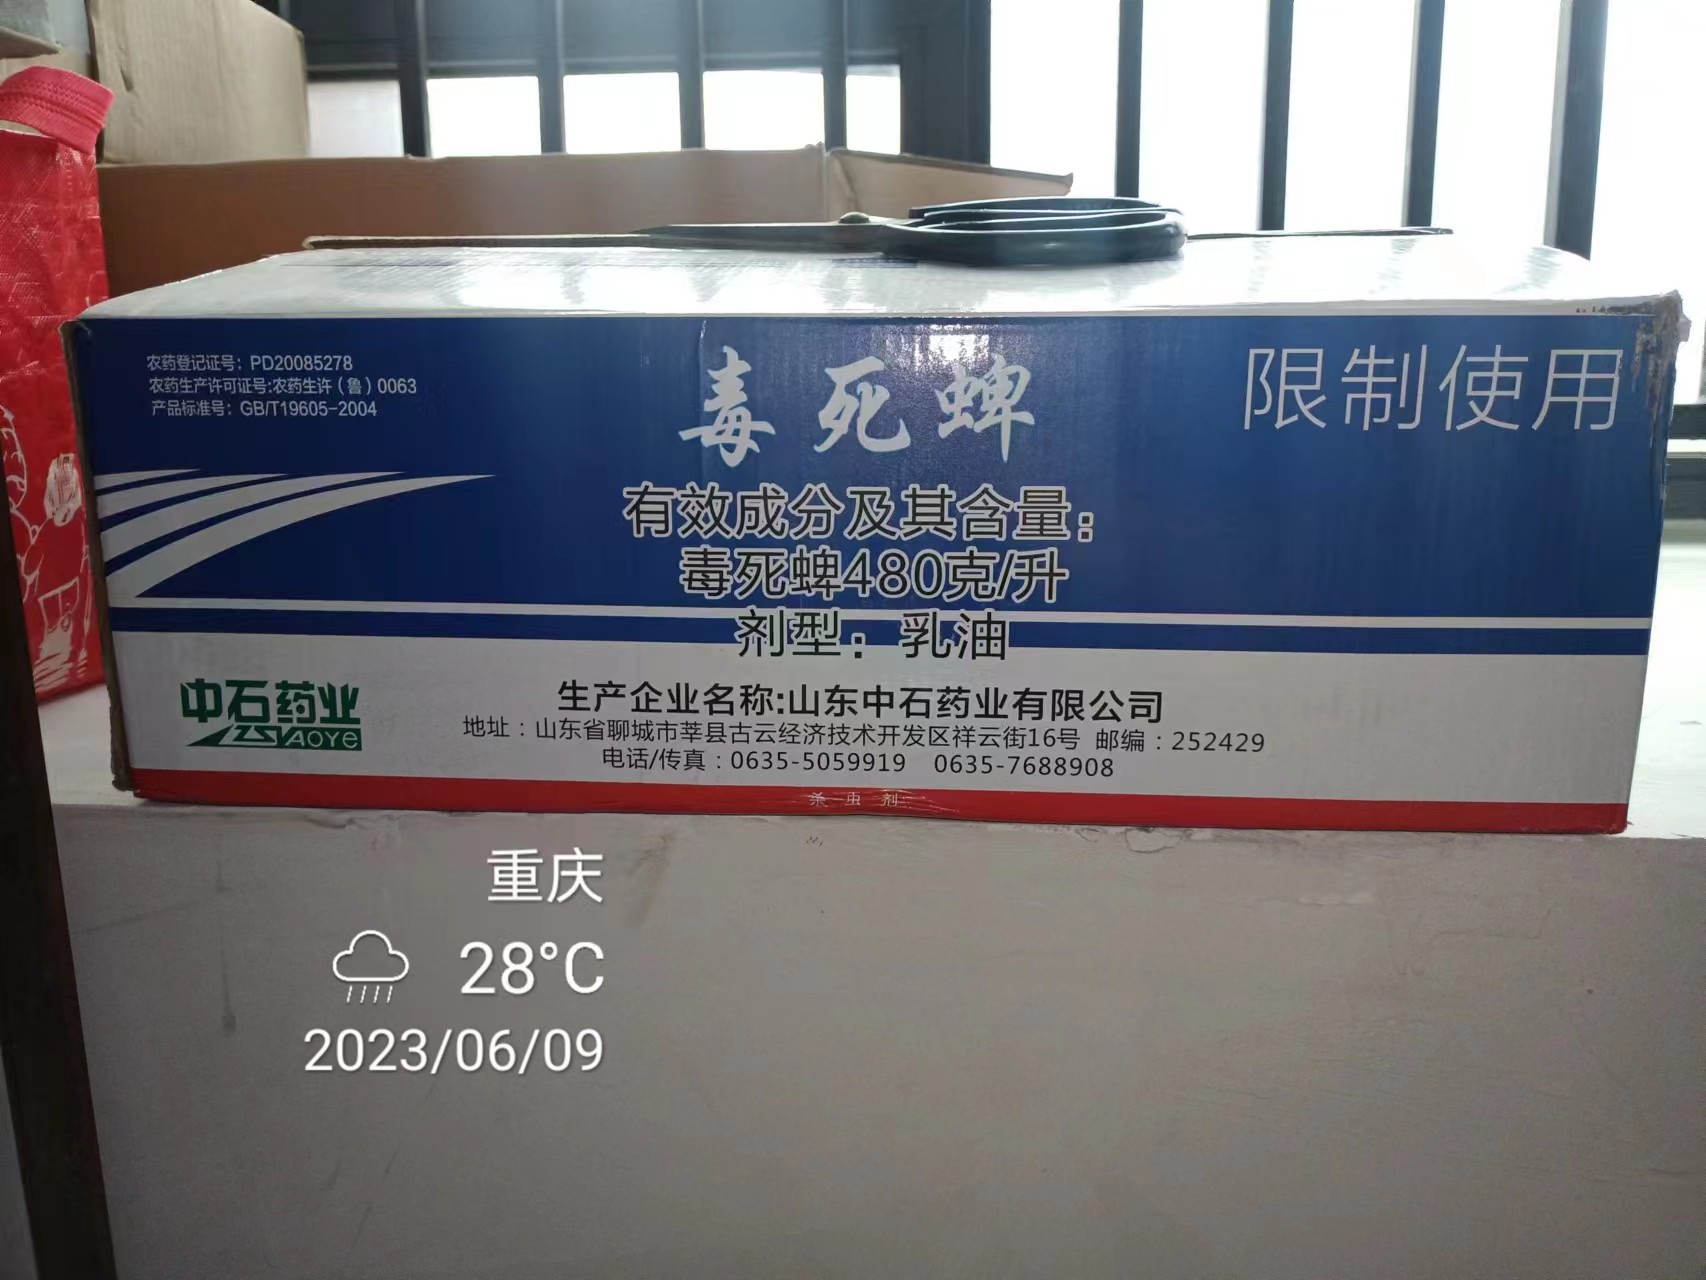 农药登记证号：PD20085278
农药生产许可证号:农药生许（鲁）0063
产品标准号：GB/T19605-2004
毒死蜱
限制使用
有效成分及其含量：
毒死蜱480克/升
剂型：乳油
中石药业
YAOYE
生产企业名称:山东中石药业有限公司
地址：山东省聊城市莘县古云经济技术开发区祥云街16号 邮编：252429
电话/传真：0635-5059919 0635-7688908
杀虫剂
重庆
28°C
2023/06/09